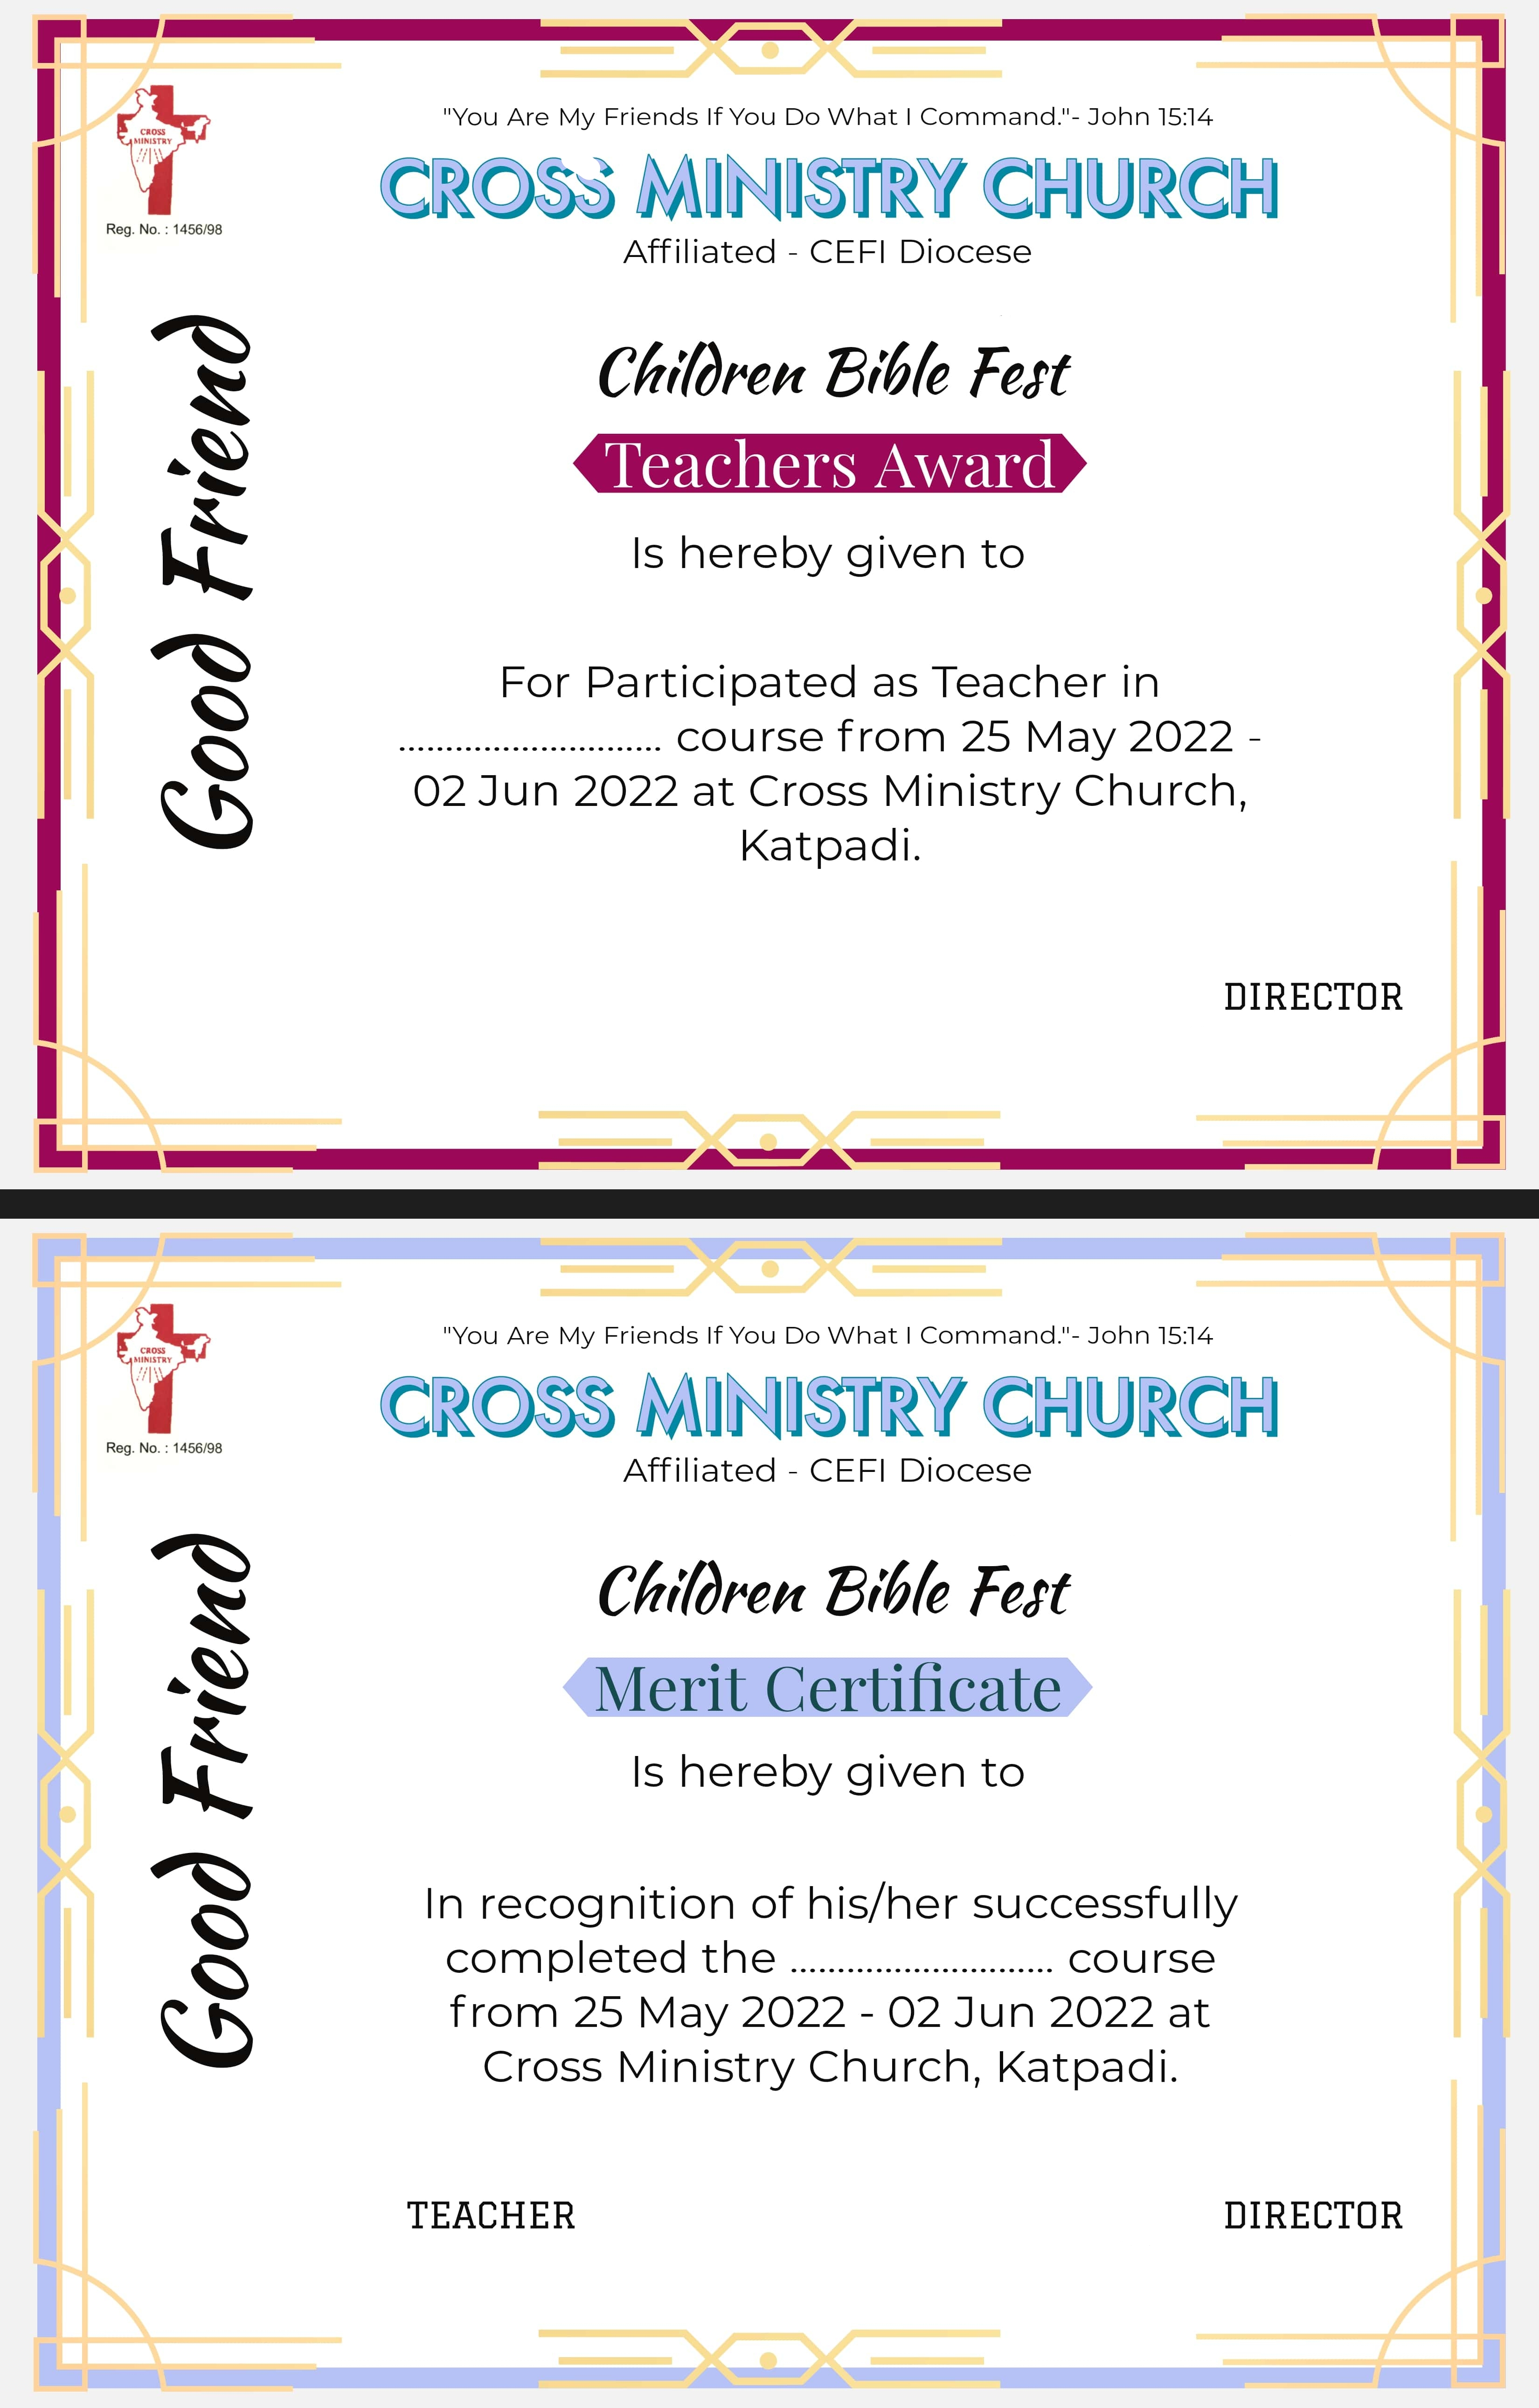 "You Are My Friends If You Do What I Command."- John 15:14
CROSS MINISTRY
Reg. No. : 1456/98
CROSS MINISTRY CHURCH
Affiliated - CEFI Diocese
Good Friend
Children Bible Fest
Teachers Award
Is hereby given to
For Participated as Teacher in
............................ course from 25 May 2022 -
02 Jun 2022 at Cross Ministry Church,
Katpadi.
DIRECTOR
"You Are My Friends If You Do What I Command."- John 15:14
CROSS MINISTRY
Reg. No. : 1456/98
CROSS MINISTRY CHURCH
Affiliated - CEFI Diocese
Good Friend
Children Bible Fest
Merit Certificate
Is hereby given to
In recognition of his/her successfully
completed the ............................ course
from 25 May 2022 - 02 Jun 2022 at
Cross Ministry Church, Katpadi.
TEACHER
DIRECTOR